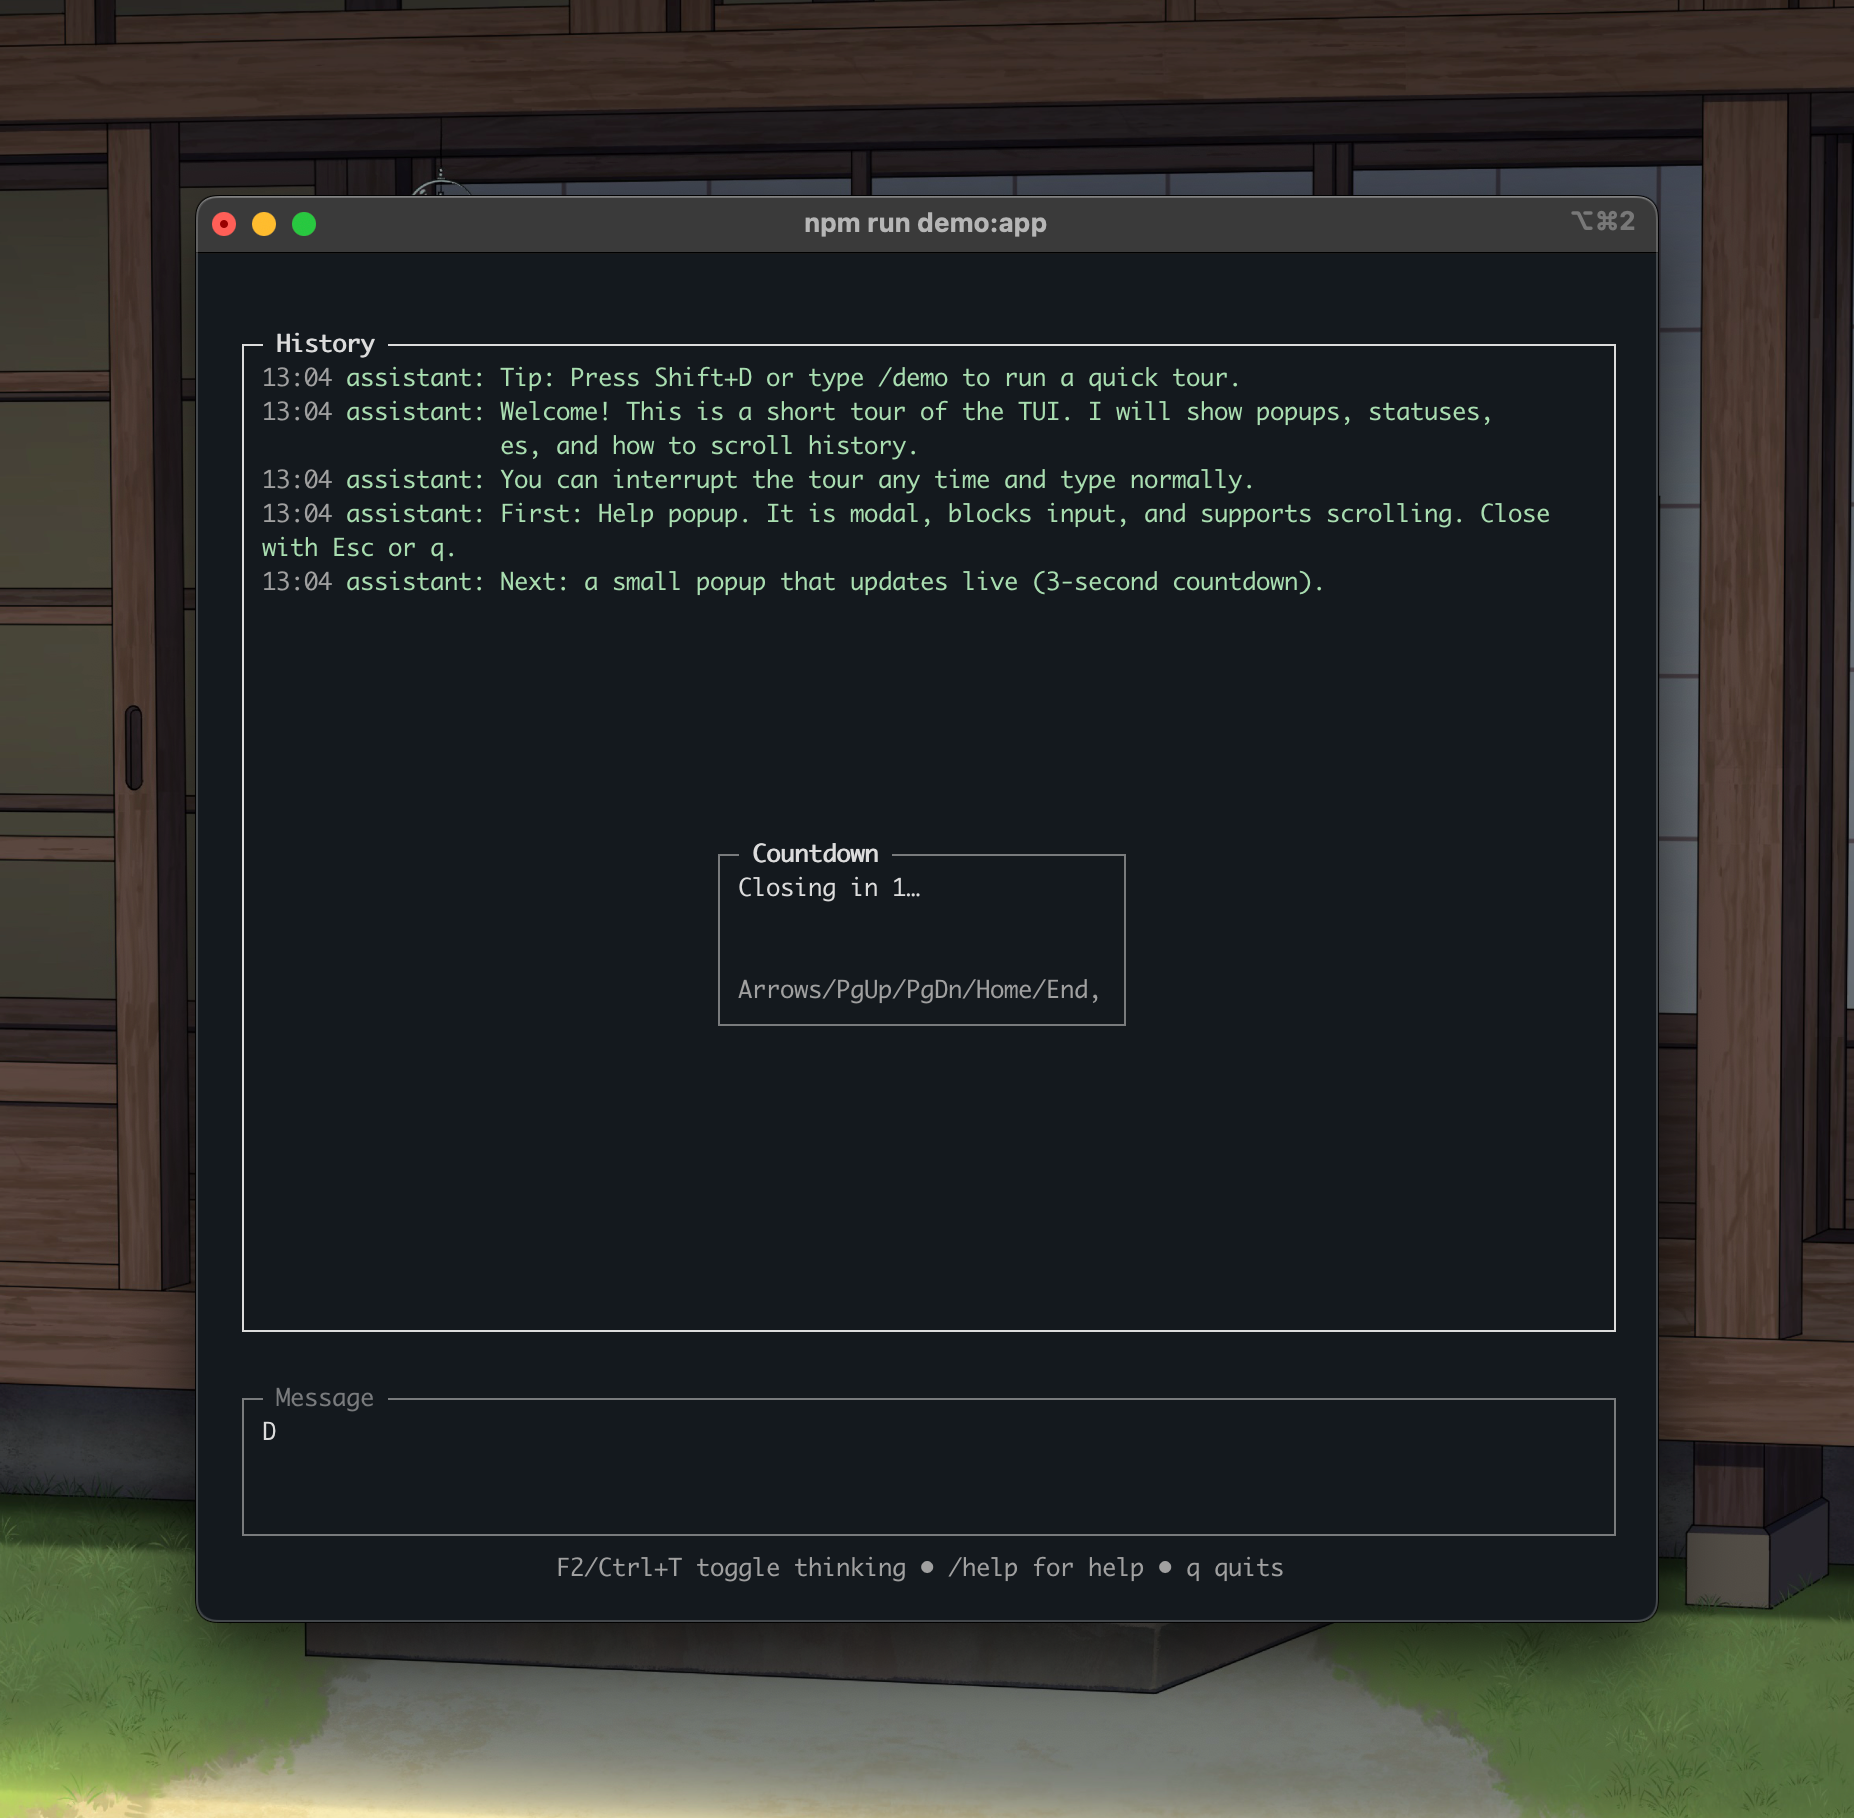 npm run demo:app
⌥⌘2
History
13:04 assistant: Tip: Press Shift+D or type /demo to run a quick tour.
13:04 assistant: Welcome! This is a short tour of the TUI. I will show popups, statuses,
es, and how to scroll history.
13:04 assistant: You can interrupt the tour any time and type normally.
13:04 assistant: First: Help popup. It is modal, blocks input, and supports scrolling. Close
with Esc or q.
13:04 assistant: Next: a small popup that updates live (3-second countdown).
Countdown
Closing in 1…
Arrows/PgUp/PgDn/Home/End,
Message
D
F2/Ctrl+T toggle thinking • /help for help • q quits